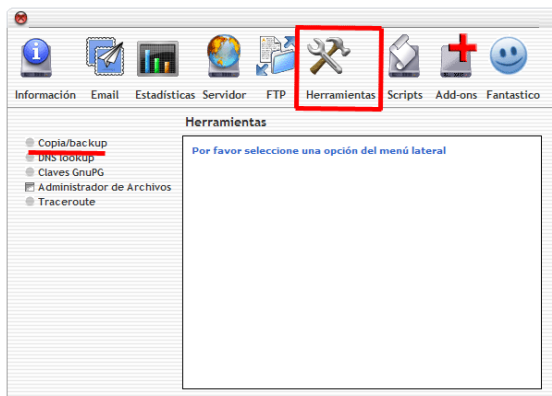 Información Email Estadísticas Servidor FTP Herramientas Scripts Add-ons Fantastico
Herramientas
Copia/backup
DNS lookup
Claves GnuPG
Administrador de Archivos
Traceroute
Por favor seleccione una opción del menú lateral